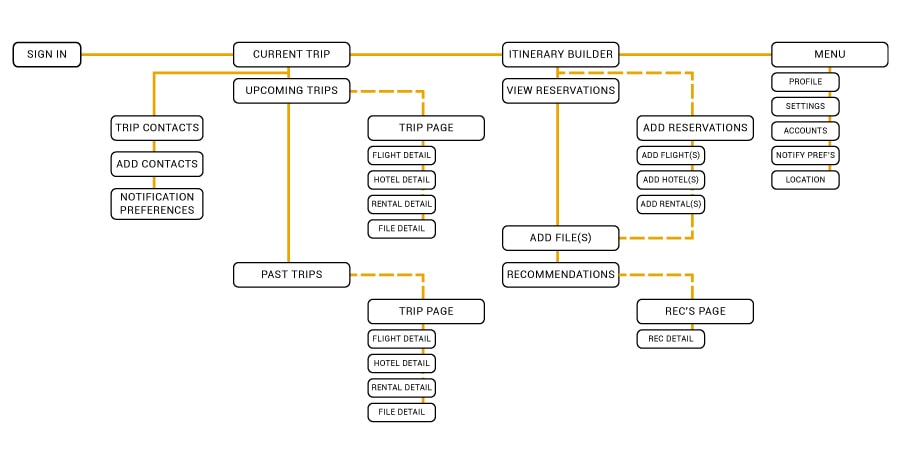 SIGN IN
CURRENT TRIP
ITINERARY BUILDER
MENU
UPCOMING TRIPS
VIEW RESERVATIONS
PROFILE
SETTINGS
ACCOUNTS
NOTIFY PREF'S
LOCATION
TRIP CONTACTS
ADD CONTACTS
NOTIFICATION
PREFERENCES
TRIP PAGE
FLIGHT DETAIL
HOTEL DETAIL
RENTAL DETAIL
FILE DETAIL
ADD RESERVATIONS
ADD FLIGHT(S)
ADD HOTEL(S)
ADD RENTAL(S)
ADD FILE(S)
PAST TRIPS
RECOMMENDATIONS
TRIP PAGE
FLIGHT DETAIL
HOTEL DETAIL
RENTAL DETAIL
FILE DETAIL
REC'S PAGE
REC DETAIL